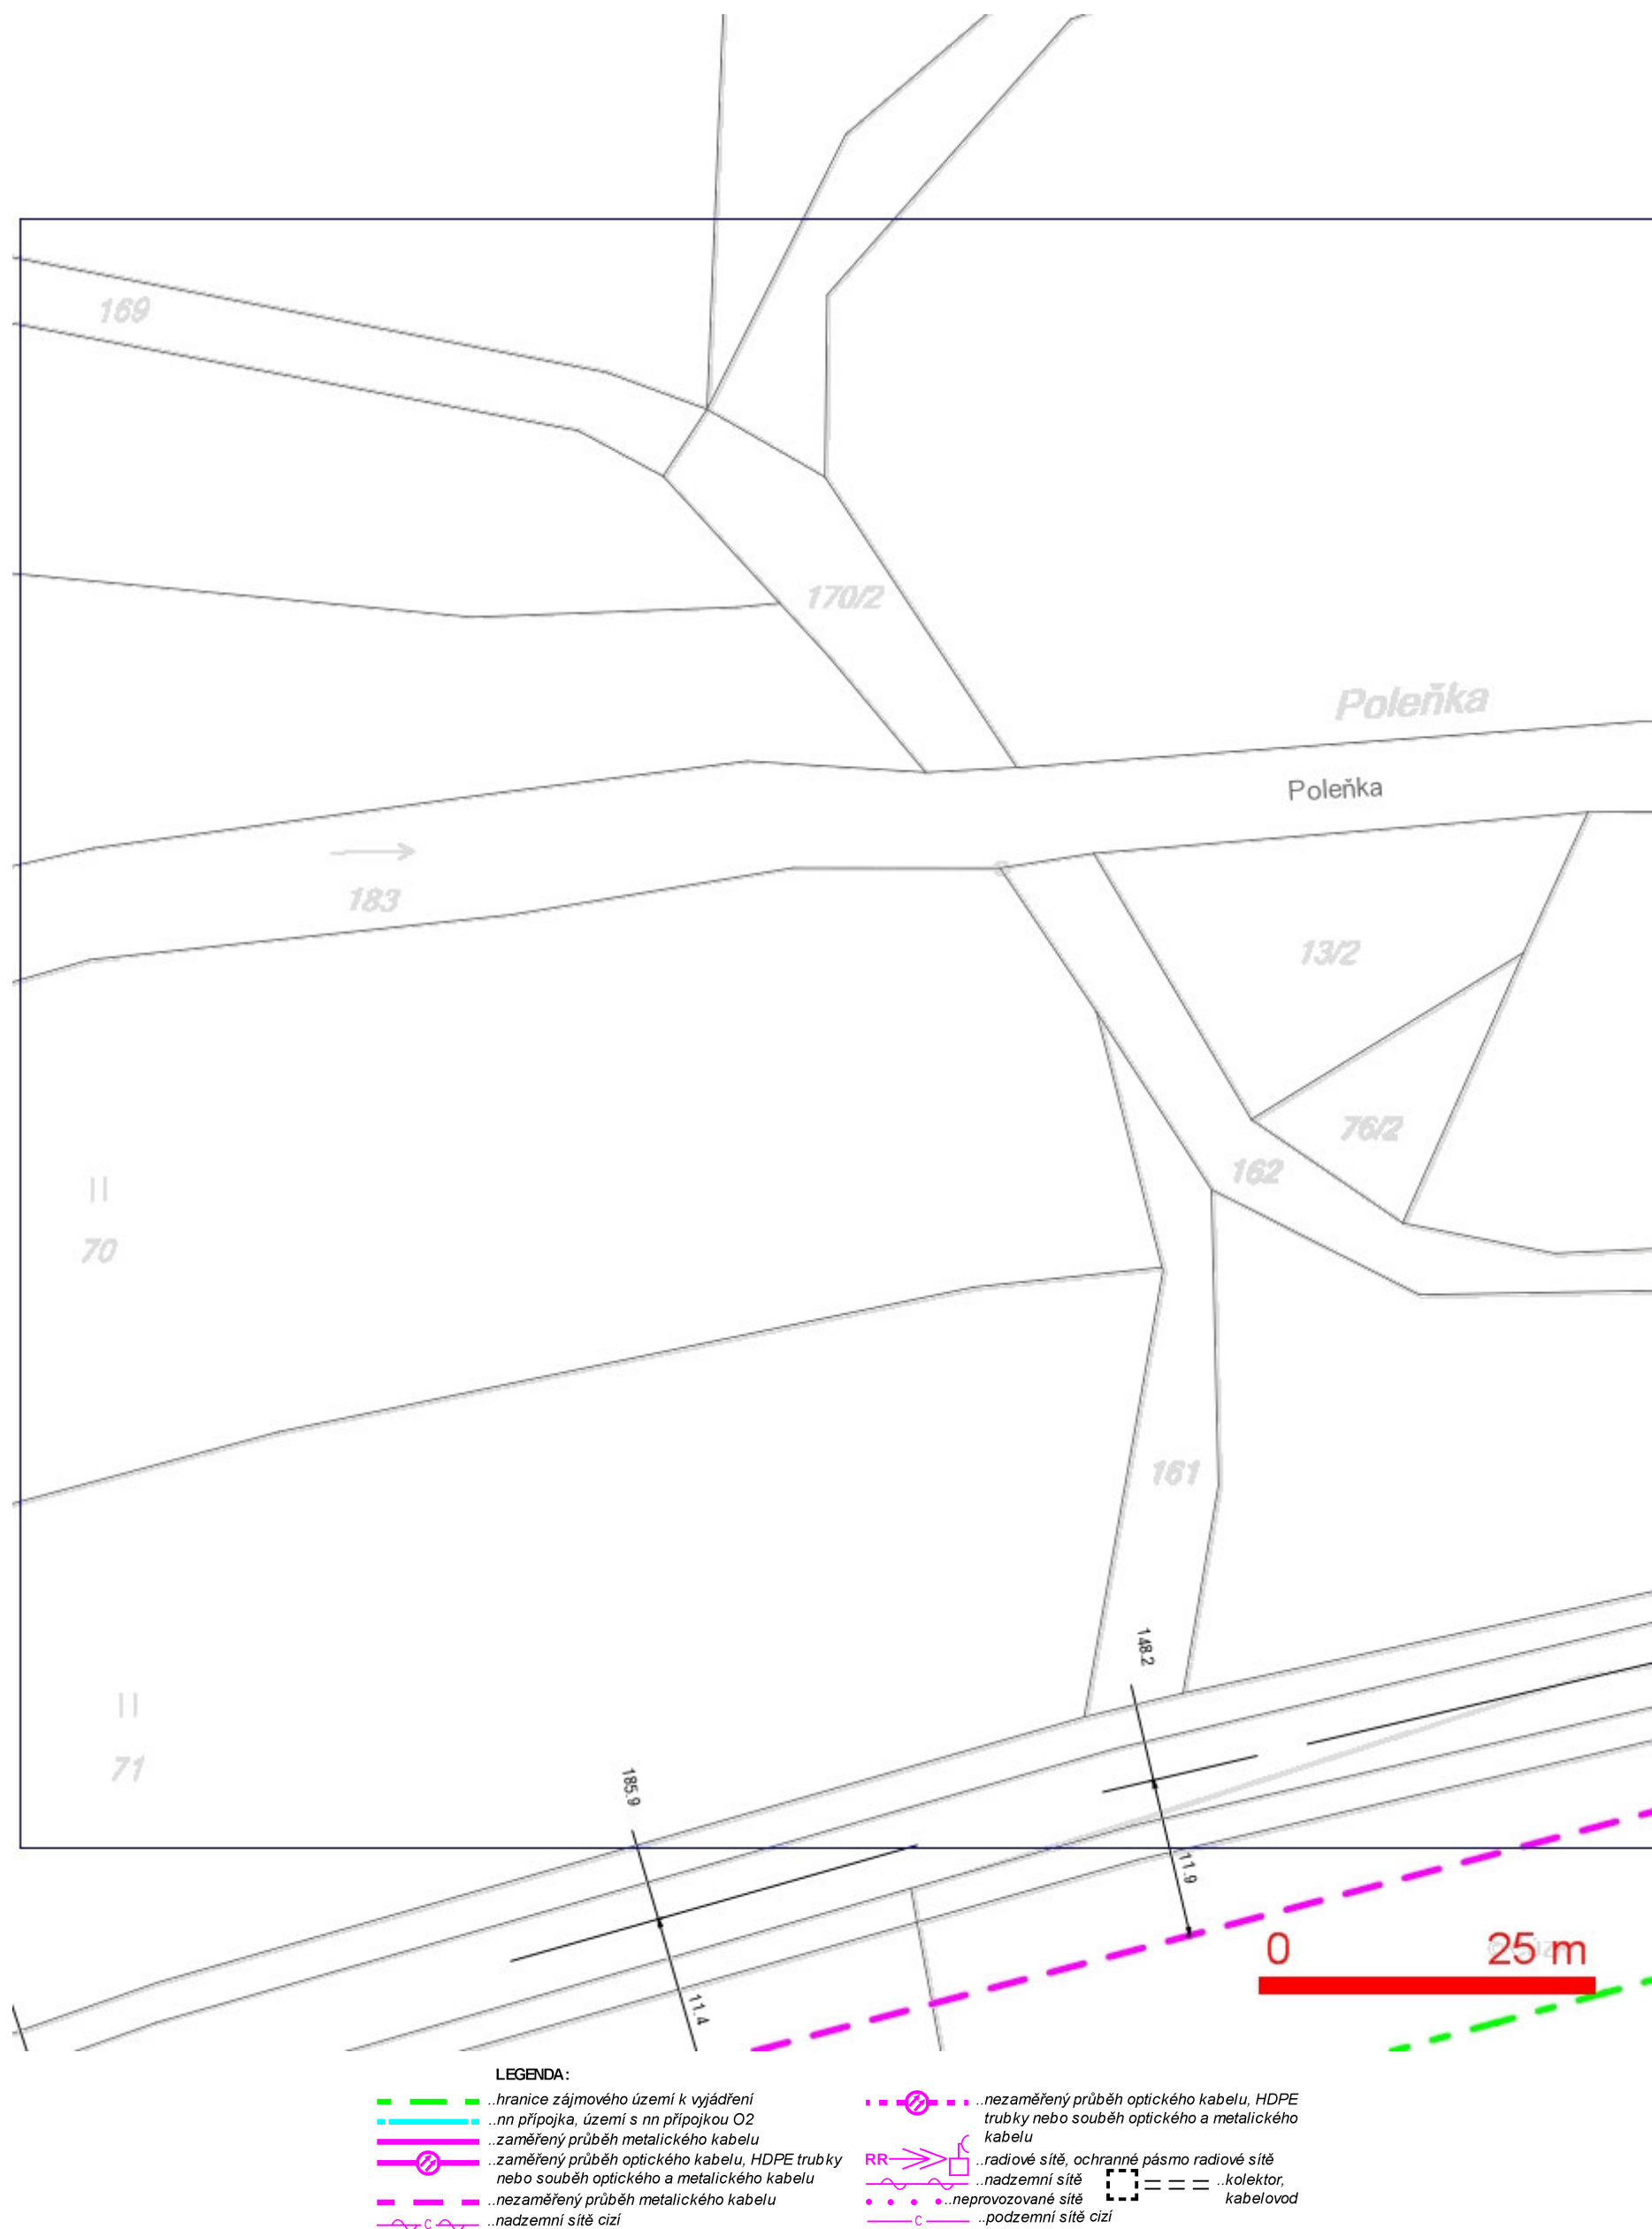 169
170/2
Poleňka
Poleňka
183
13/2
76/2
162
70
161
148.2
71
185.9
11.9
0 25 m
11.4
LEGENDA:
..hranice zájmového území k vyjádření
..nn přípojka, území s nn přípojkou O2
..zaměřený průběh metalického kabelu
..zaměřený průběh optického kabelu, HDPE trubky
nebo souběh optického a metalického kabelu
..nezaměřený průběh metalického kabelu
C ..nadzemní sítě cizí
..nezaměřený průběh optického kabelu, HDPE
trubky nebo souběh optického a metalického
kabelu
RR ..radiové sítě, ochranné pásmo radiové sítě
..nadzemní sítě
..kolektor,
kabelovod
..neprovozované sítě
C ..podzemní sítě cizí